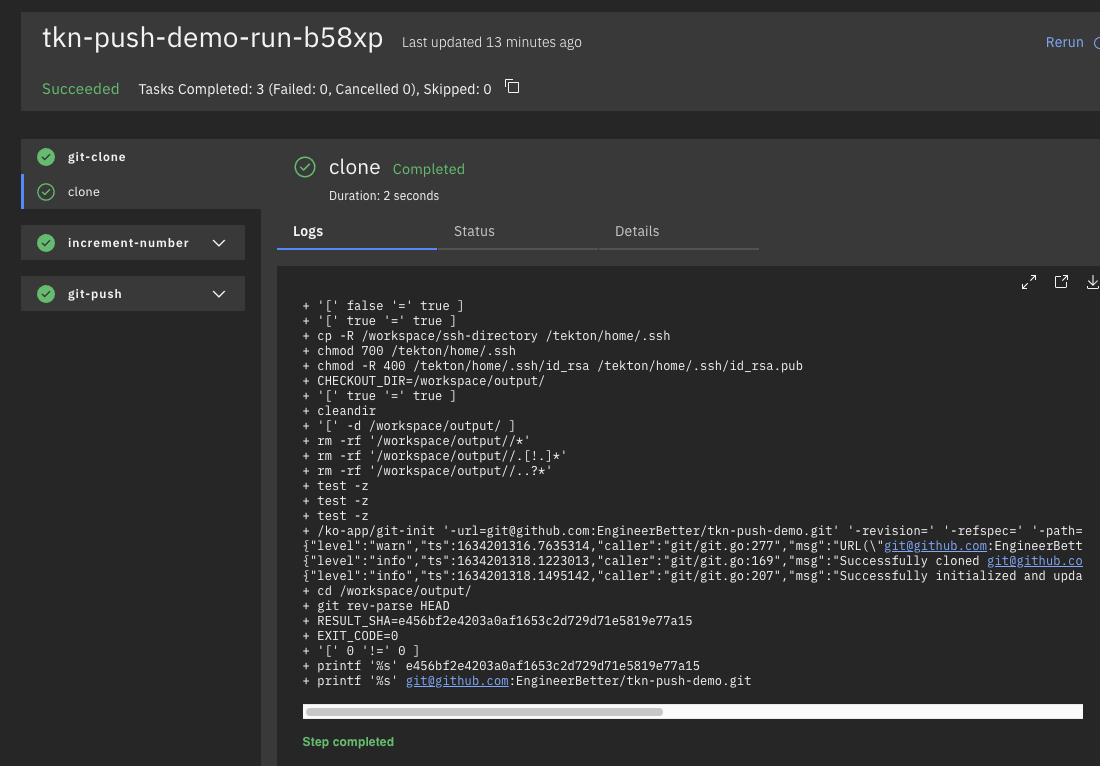 tkn-push-demo-run-b58xp Last updated 13 minutes ago Rerun
Succeeded Tasks Completed: 3 (Failed: 0, Cancelled 0), Skipped: 0
git-clone
clone
increment-number
git-push
clone Completed
Duration: 2 seconds
Logs Status Details
+ '[' false '=' true ]
+ '[' true '=' true ]
+ cp -R /workspace/ssh-directory /tekton/home/.ssh
+ chmod 700 /tekton/home/.ssh
+ chmod -R 400 /tekton/home/.ssh/id_rsa /tekton/home/.ssh/id_rsa.pub
+ CHECKOUT_DIR=/workspace/output/
+ '[' true '=' true ]
+ cleandir
+ '[' -d /workspace/output/ ]
+ rm -rf '/workspace/output//*'
+ rm -rf '/workspace/output//.[!.]*'
+ rm -rf '/workspace/output//..?*'
+ test -z
+ test -z
+ test -z
+ /ko-app/git-init '-url=git@github.com:EngineerBetter/tkn-push-demo.git' '-revision=' '-refspec=' '-path=
{"level":"warn","ts":1634201316.7635314,"caller":"git/git.go:277","msg":"URL(\"git@github.com:EngineerBett
{"level":"info","ts":1634201318.1223013,"caller":"git/git.go:169","msg":"Successfully cloned git@github.co
{"level":"info","ts":1634201318.1495142,"caller":"git/git.go:207","msg":"Successfully initialized and upda
+ cd /workspace/output/
+ git rev-parse HEAD
+ RESULT_SHA=e456bf2e4203a0af1653c2d729d71e5819e77a15
+ EXIT_CODE=0
+ '[' 0 '!=' 0 ]
+ printf '%s' e456bf2e4203a0af1653c2d729d71e5819e77a15
+ printf '%s' git@github.com:EngineerBetter/tkn-push-demo.git
Step completed